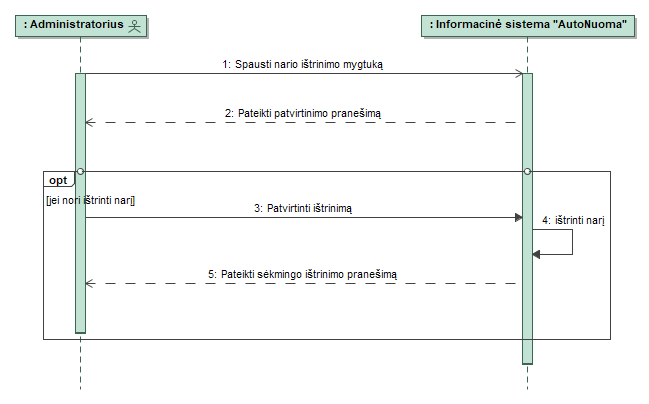 : Administratorius
: Informacinė sistema "AutoNuoma"
1: Spausti nario ištrinimo mygtuką
2: Pateikti patvirtinimo pranešimą
opt
[jei nori ištrinti narį]
3: Patvirtinti ištrinimą
4: ištrinti narį
5: Pateikti sėkmingo ištrinimo pranešimą